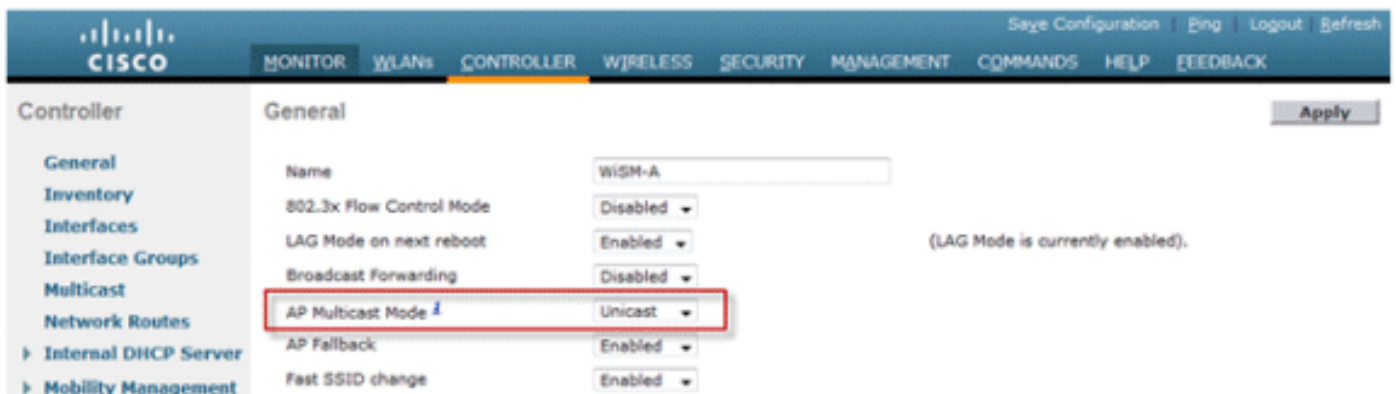 Save Configuration | Ping | Logout | Refresh
CISCO
MONITOR WLANs CONTROLLER WIRELESS SECURITY MANAGEMENT COMMANDS HELP FEEDBACK
Controller
General
Inventory
Interfaces
Interface Groups
Multicast
Network Routes
Internal DHCP Server
Mobility Management
General
Apply
Name WiSM-A
802.3x Flow Control Mode Disabled
LAG Mode on next reboot Enabled (LAG Mode is currently enabled).
Broadcast Forwarding Disabled
AP Multicast Mode Unicast
AP Fallback Enabled
Fast SSID change Enabled